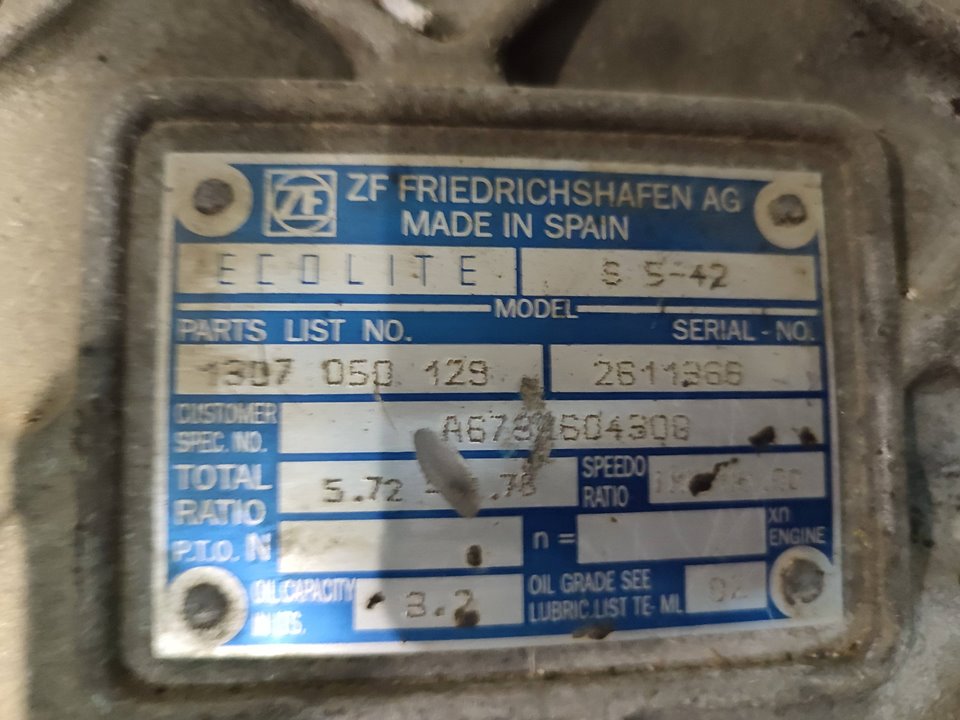 ZF ZF FRIEDRICHSHAFEN AG
MADE IN SPAIN
ECOLITE S 5-42
MODEL
PARTS LIST NO. SERIAL-NO.
1307 050 129
CUSTOMER
SPEC. NO.
TOTAL
RATIO
5.72 -
SPEEDO
RATIO
P.T.O. N
n =
xn
ENGINE
OIL CAPACITY
3.2
OIL GRADE SEE
LUBRIC.LIST TE-ML 02